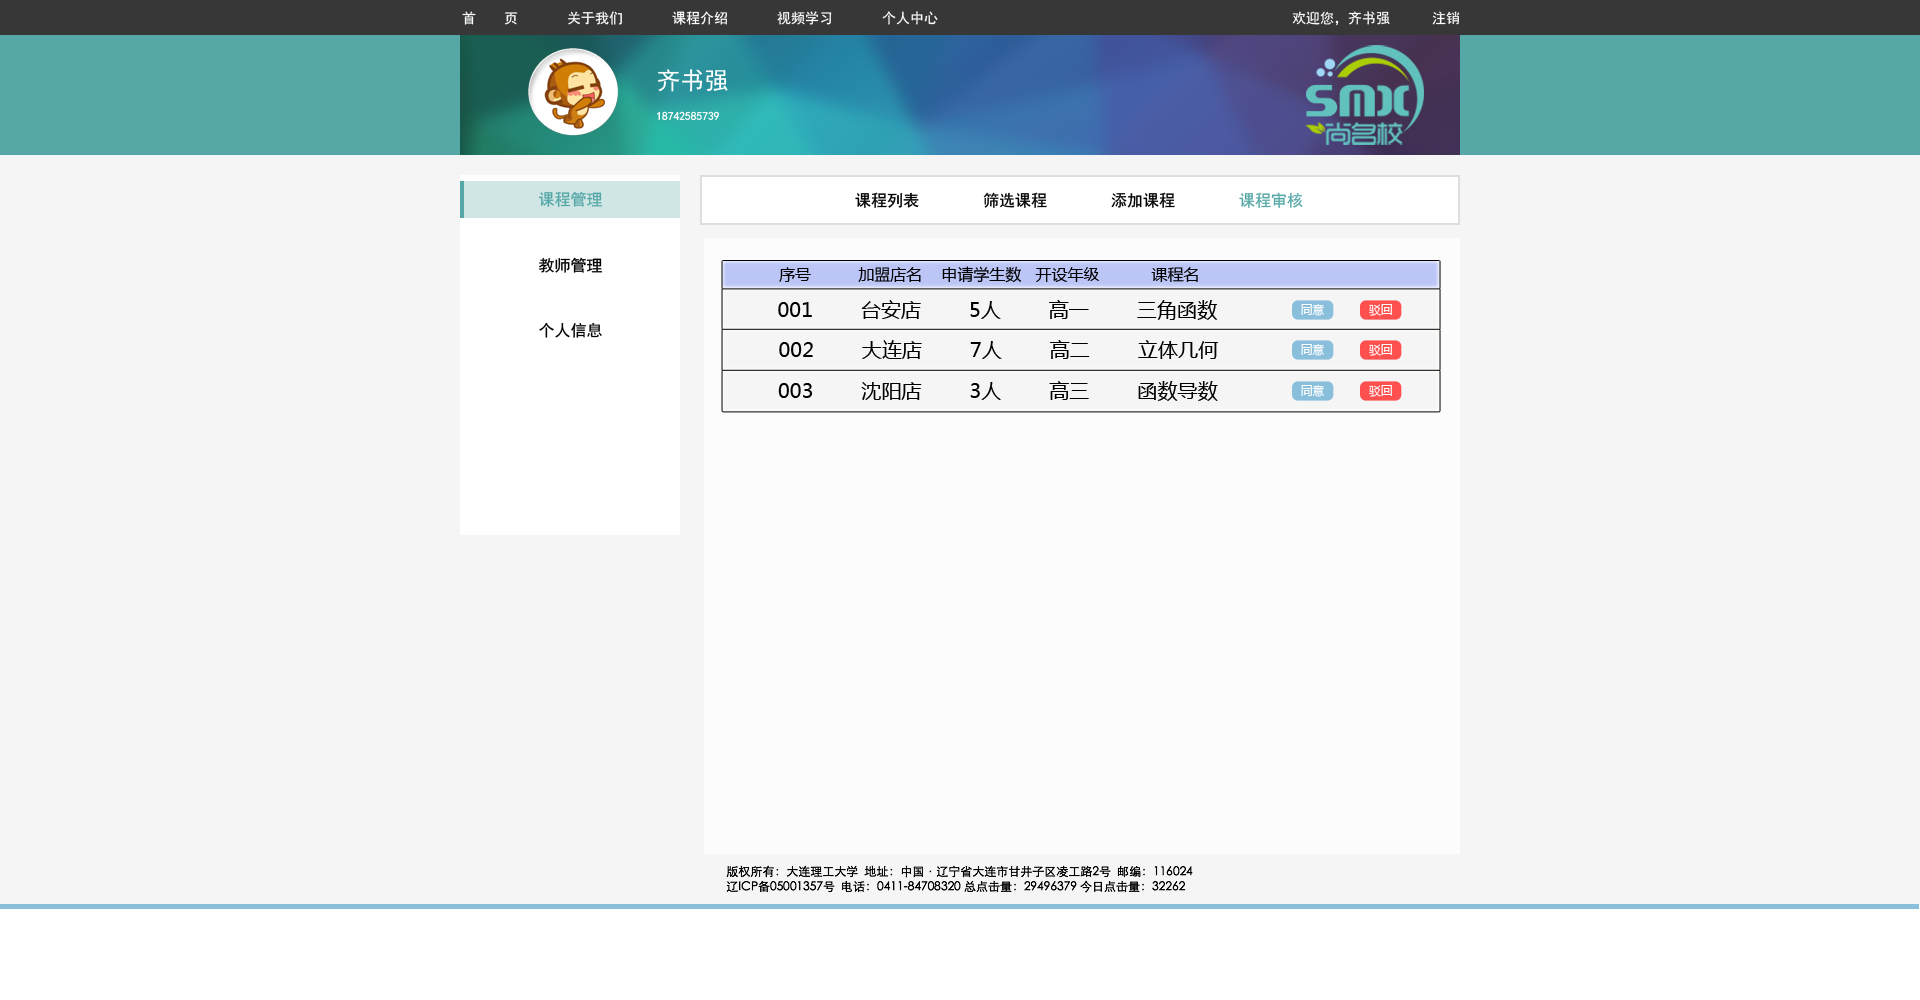 首 页 关于我们 课程介绍 视频学习 个人中心 欢迎您，齐书强 注销
齐书强
18742585739
SMX
尚名校
课程管理
教师管理
个人信息
课程列表 筛选课程 添加课程 课程审核
序号 加盟店名 申请学生数 开设年级 课程名
001 台安店 5人 高一 三角函数 同意 驳回
002 大连店 7人 高二 立体几何 同意 驳回
003 沈阳店 3人 高三 函数导数 同意 驳回
版权所有：大连理工大学 地址：中国·辽宁省大连市甘井子区凌工路2号 邮编：116024
辽ICP备05001357号 电话：0411-84708320 总点击量：29496379 今日点击量：32262